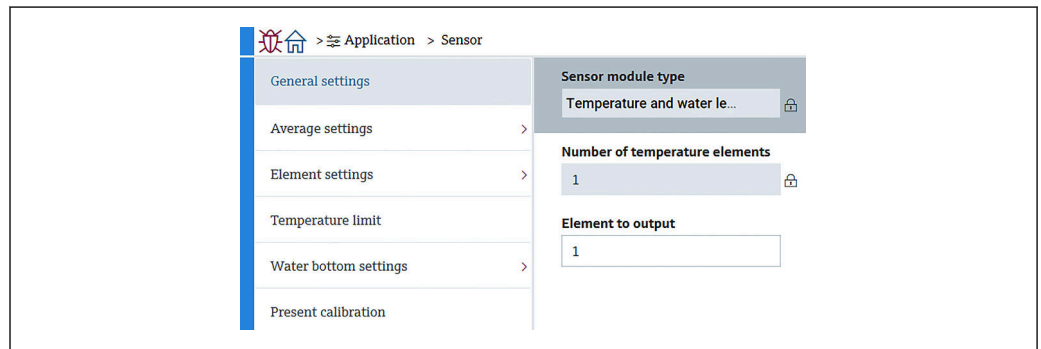 > Application > Sensor
General settings
Average settings
Element settings
Temperature limit
Water bottom settings
Present calibration
Sensor module type
Temperature and water le...
Number of temperature elements
1
Element to output
1